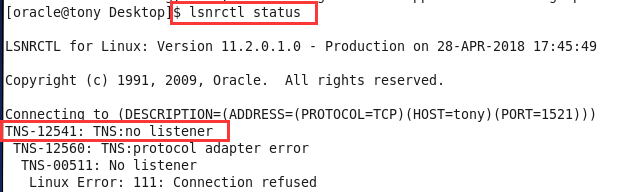 [oracle@tony Desktop]$ lsnrctl status
LSNRCTL for Linux: Version 11.2.0.1.0 - Production on 28-APR-2018 17:45:49
Copyright (c) 1991, 2009, Oracle.  All rights reserved.
Connecting to (DESCRIPTION=(ADDRESS=(PROTOCOL=TCP)(HOST=tony)(PORT=1521)))
TNS-12541: TNS:no listener
 TNS-12560: TNS:protocol adapter error
  TNS-00511: No listener
   Linux Error: 111: Connection refused